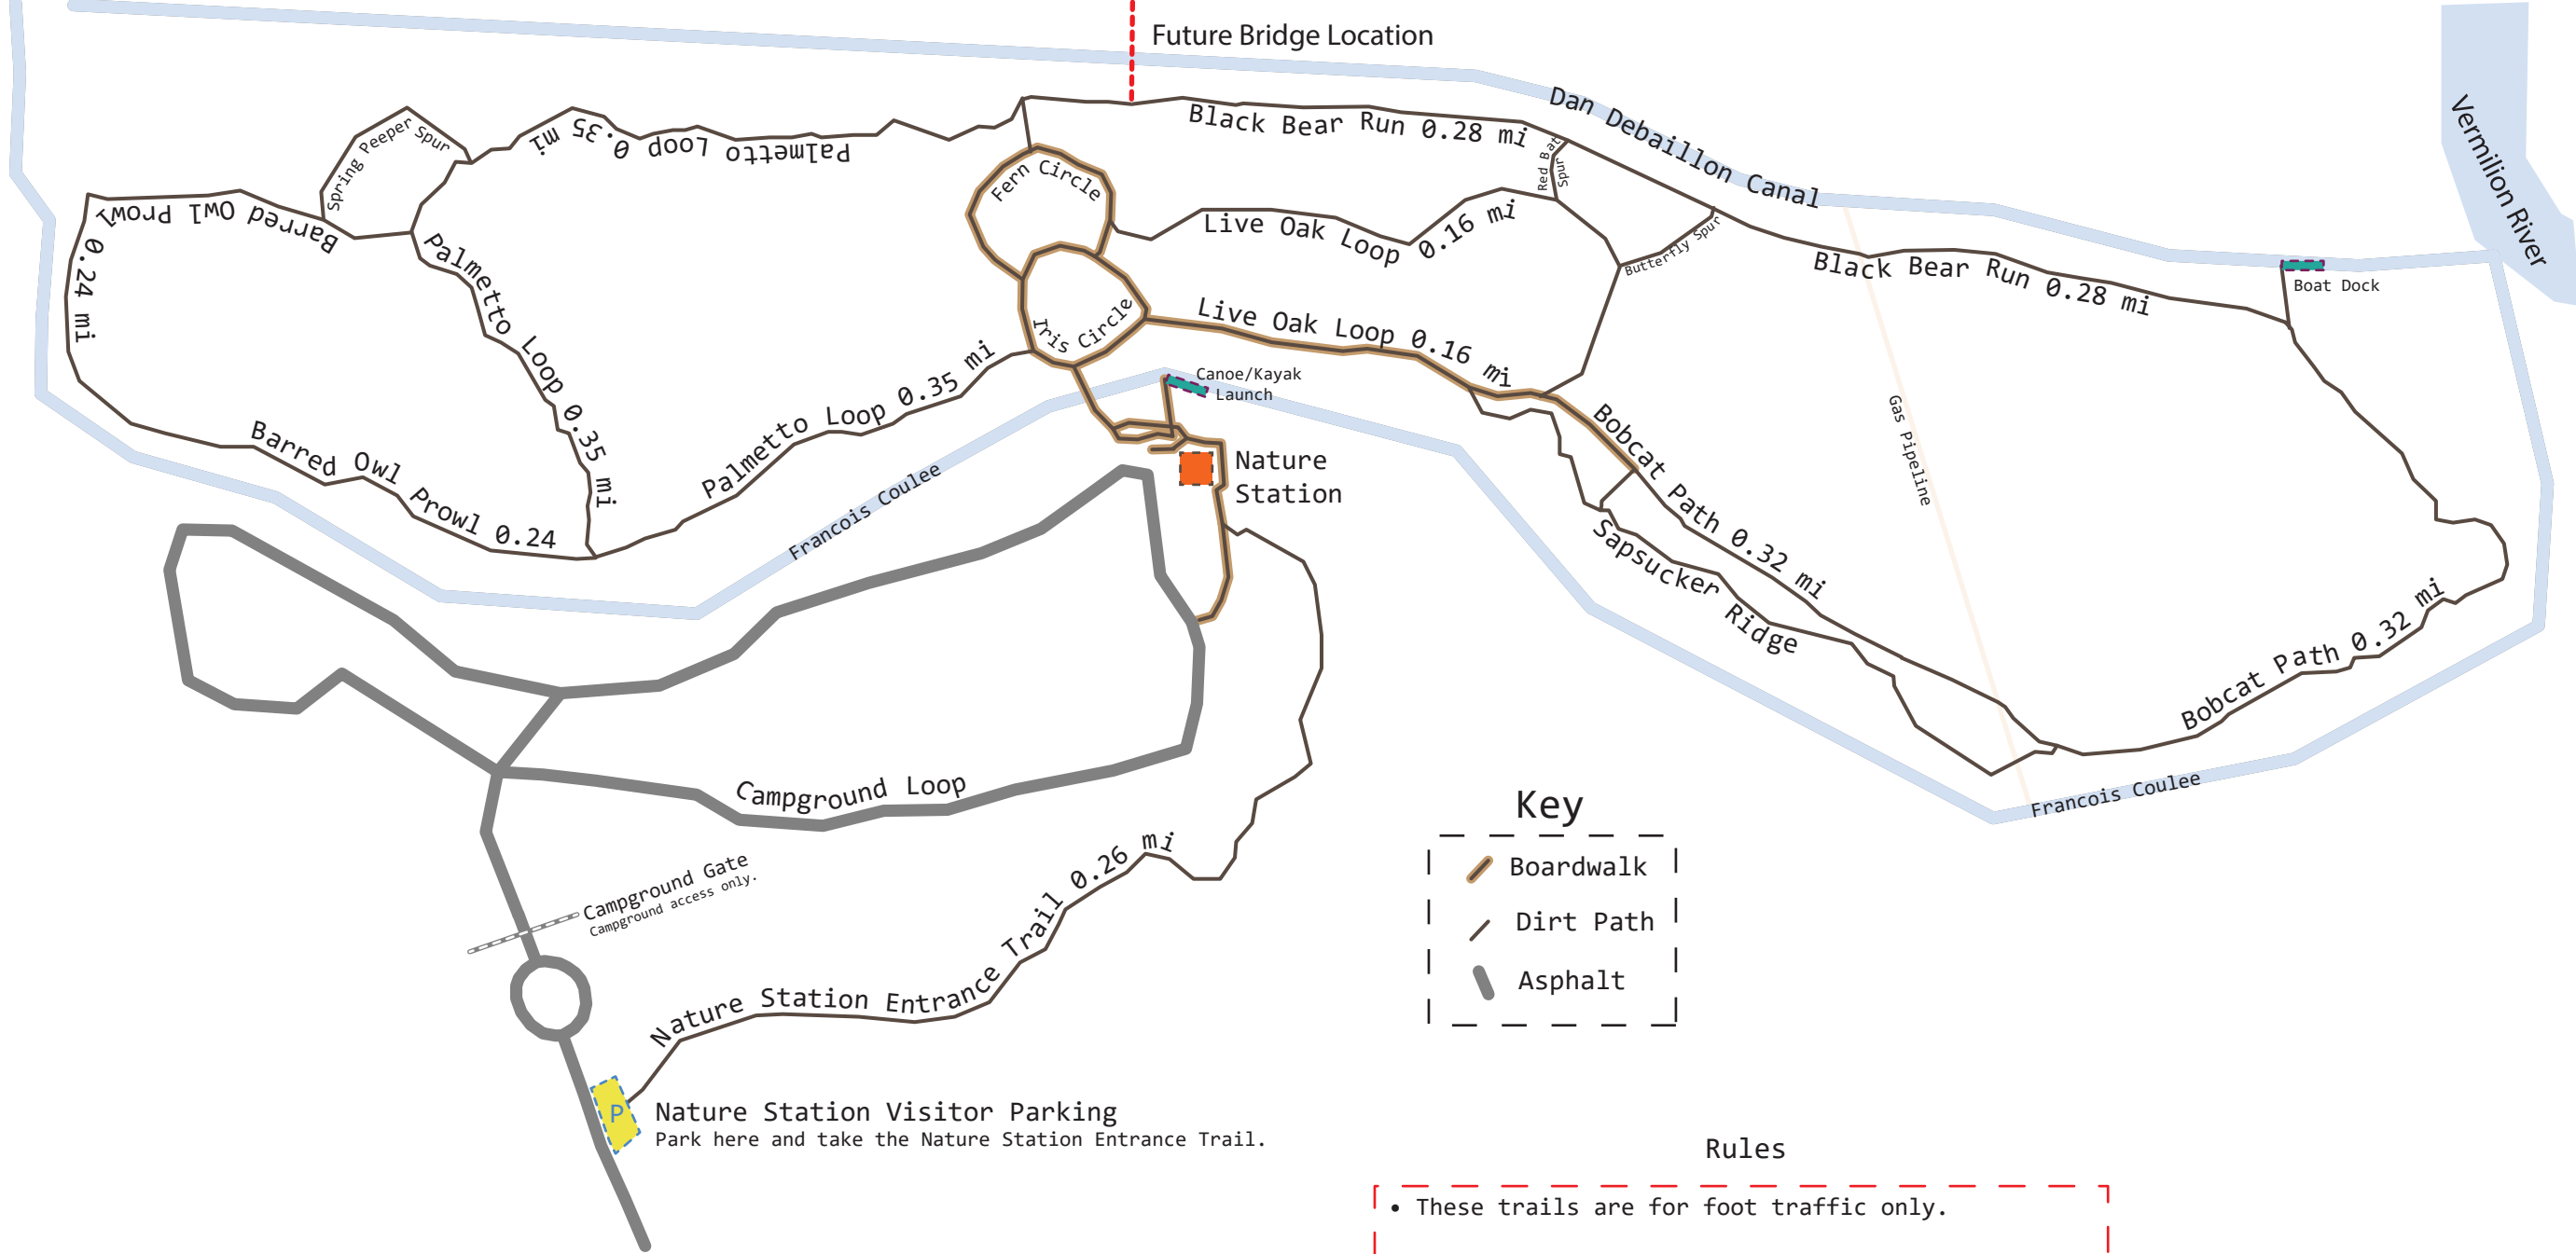 Future Bridge Location
Dan Debaillon Canal
Vermilion River
Black Bear Run 0.28 mi
Palmetto Loop 0.35 mi
Spring Peeper Spur
Fern Circle
Red Bat
Spur
Barred Owl Prowl 0.24 mi
Live Oak Loop 0.16 mi
Butterfly Spur
Palmetto Loop 0.35 mi
Black Bear Run 0.28 mi
Boat Dock
Iris Circle
Live Oak Loop 0.16 mi
Canoe/Kayak
Launch
Palmetto Loop 0.35 mi
Gas Pipeline
Barred Owl Prowl 0.24
Francois Coulee
Nature
Station
Bobcat Path 0.32 mi
Sapsucker Ridge
Bobcat Path 0.32 mi
Francois Coulee
Campground Loop
Key
Boardwalk
Dirt Path
Asphalt
Campground Gate
Campground access only.
Nature Station Entrance Trail 0.26 mi
P
Nature Station Visitor Parking
Park here and take the Nature Station Entrance Trail.
Rules
• These trails are for foot traffic only.